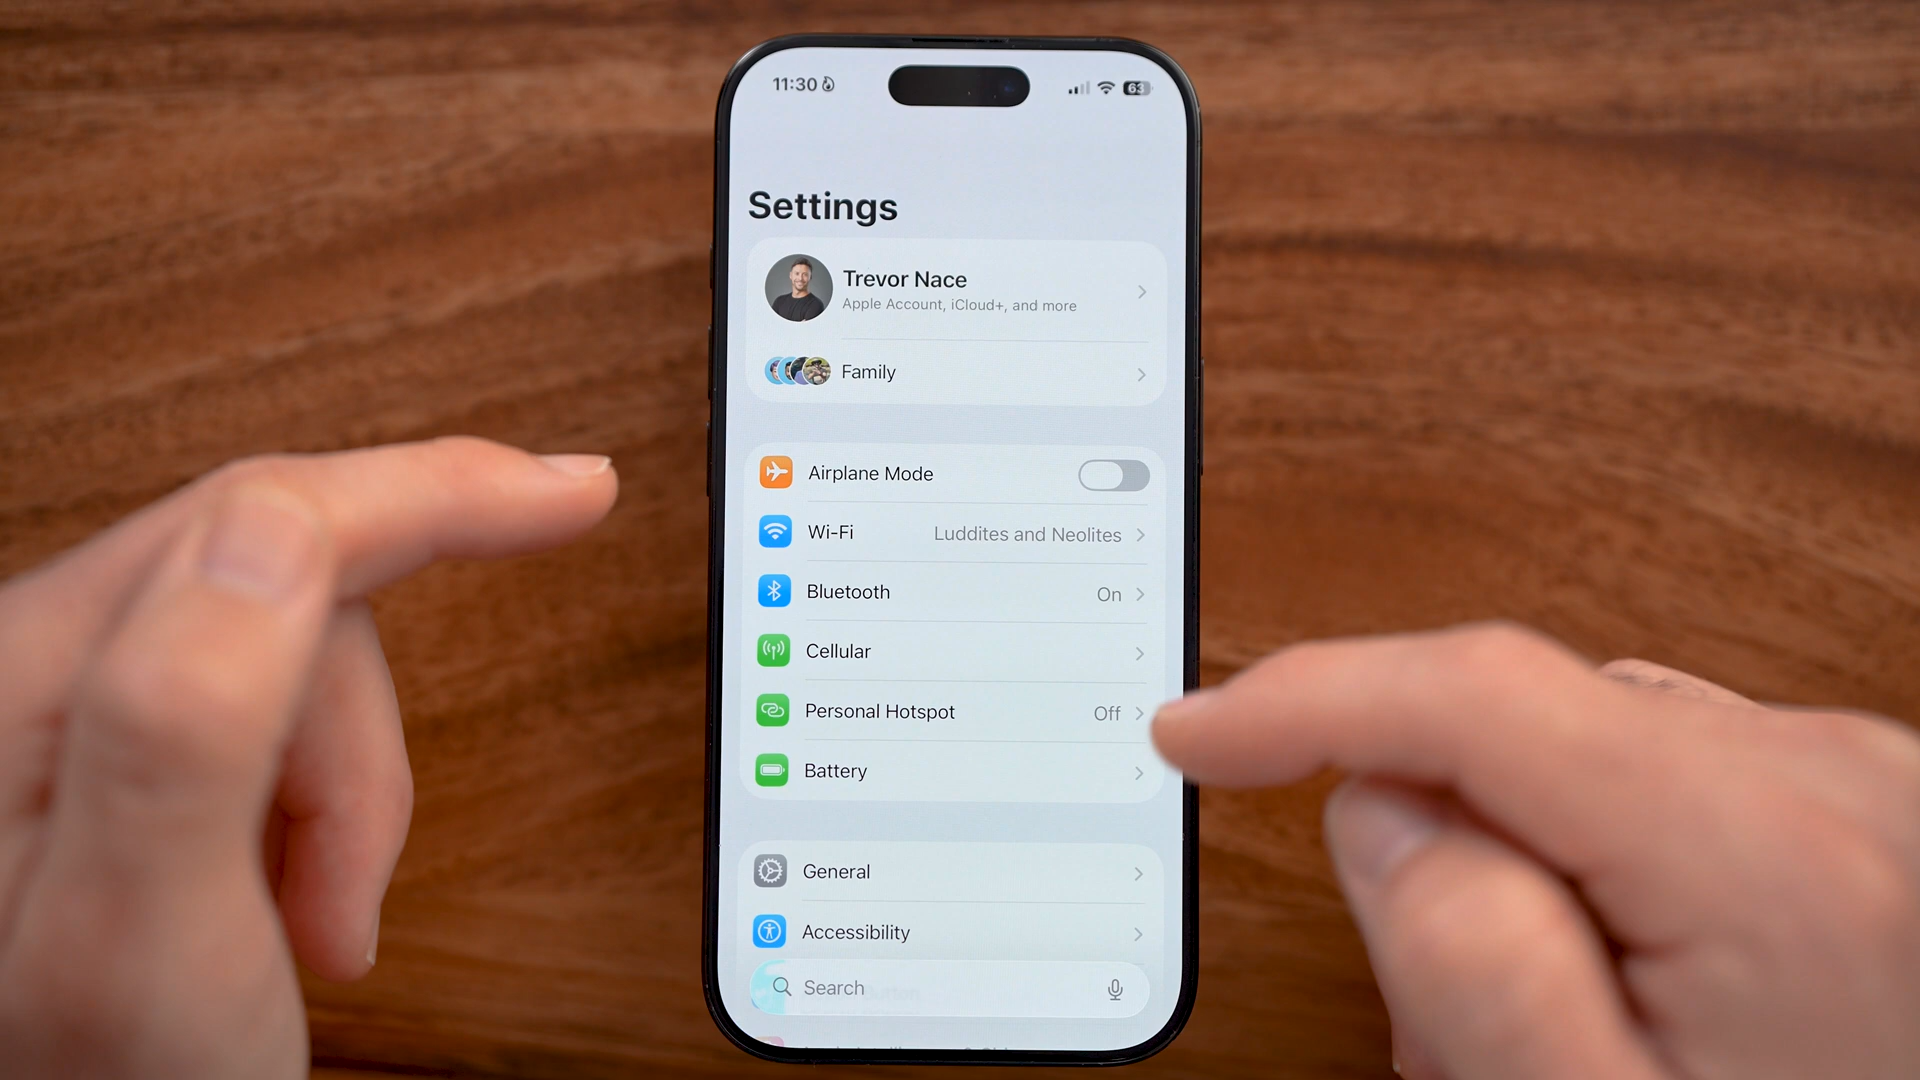 11:30
63
Settings
Trevor Nace
Apple Account, iCloud+, and more
Family
Airplane Mode
Wi-Fi Luddites and Neolites
Bluetooth On
Cellular
Personal Hotspot Off
Battery
General
Accessibility
Search